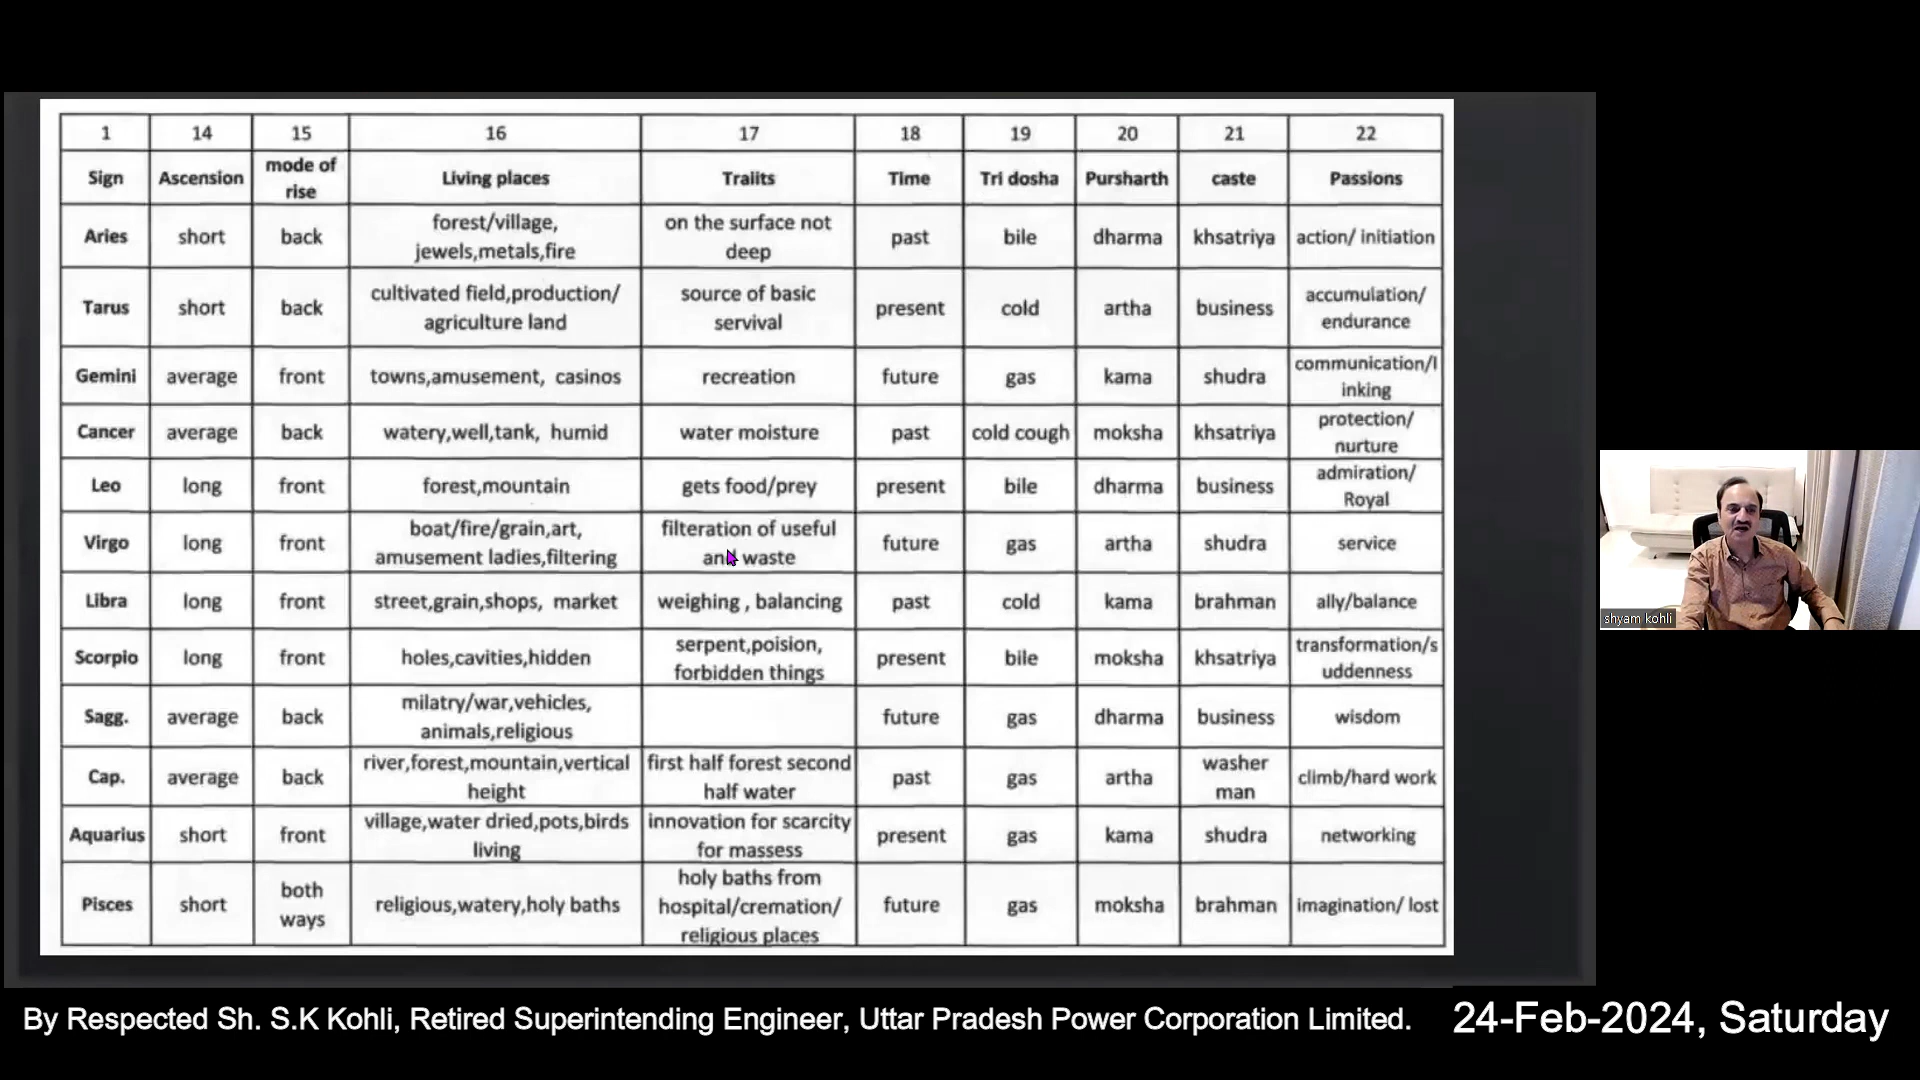 1 14 15 16 17 18 19 20 21 22
Sign Ascension mode of rise Living places TraIits Time Tri dosha Pursharth caste Passions
Aries short back forest/village, jewels,metals,fire on the surface not deep past bile dharma khsatriya action/ initiation
Tarus short back cultivated field,production/ agriculture land source of basic servival present cold artha business accumulation/ endurance
Gemini average front towns,amusement, casinos recreation future gas kama shudra communication/l inking
Cancer average back watery,well,tank, humid water moisture past cold cough moksha khsatriya protection/ nurture
Leo long front forest,mountain gets food/prey present bile dharma business admiration/ Royal
Virgo long front boat/fire/grain,art, amusement ladies,filtering filteration of useful and waste future gas artha shudra service
Libra long front street,grain,shops, market weighing , balancing past cold kama brahman ally/balance
Scorpio long front holes,cavities,hidden serpent,poision, forbidden things present bile moksha khsatriya transformation/s uddenness
Sagg. average back milatry/war,vehicles, animals,religious future gas dharma business wisdom
Cap. average back river,forest,mountain,vertical height first half forest second half water past gas artha washer man climb/hard work
Aquarius short front village,water dried,pots,birds living innovation for scarcity for massess present gas kama shudra networking
Pisces short both ways religious,watery,holy baths holy baths from hospital/cremation/ religious places future gas moksha brahman imagination/ lost
shyam kohli
By Respected Sh. S.K Kohli, Retired Superintending Engineer, Uttar Pradesh Power Corporation Limited.
24-Feb-2024, Saturday